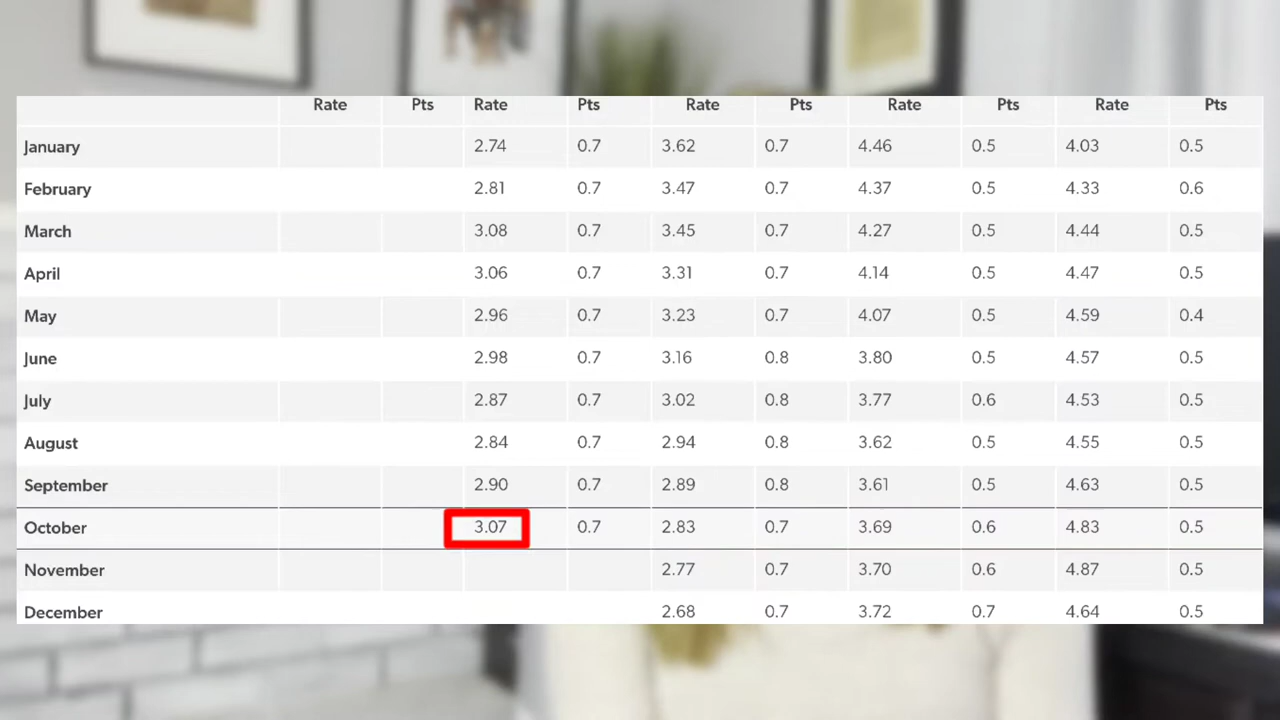 Rate Pts Rate Pts Rate Pts Rate Pts Rate Pts
January 2.74 0.7 3.62 0.7 4.46 0.5 4.03 0.5
February 2.81 0.7 3.47 0.7 4.37 0.5 4.33 0.6
March 3.08 0.7 3.45 0.7 4.27 0.5 4.44 0.5
April 3.06 0.7 3.31 0.7 4.14 0.5 4.47 0.5
May 2.96 0.7 3.23 0.7 4.07 0.5 4.59 0.4
June 2.98 0.7 3.16 0.8 3.80 0.5 4.57 0.5
July 2.87 0.7 3.02 0.8 3.77 0.6 4.53 0.5
August 2.84 0.7 2.94 0.8 3.62 0.5 4.55 0.5
September 2.90 0.7 2.89 0.8 3.61 0.5 4.63 0.5
October 3.07 0.7 2.83 0.7 3.69 0.6 4.83 0.5
November 2.77 0.7 3.70 0.6 4.87 0.5
December 2.68 0.7 3.72 0.7 4.64 0.5